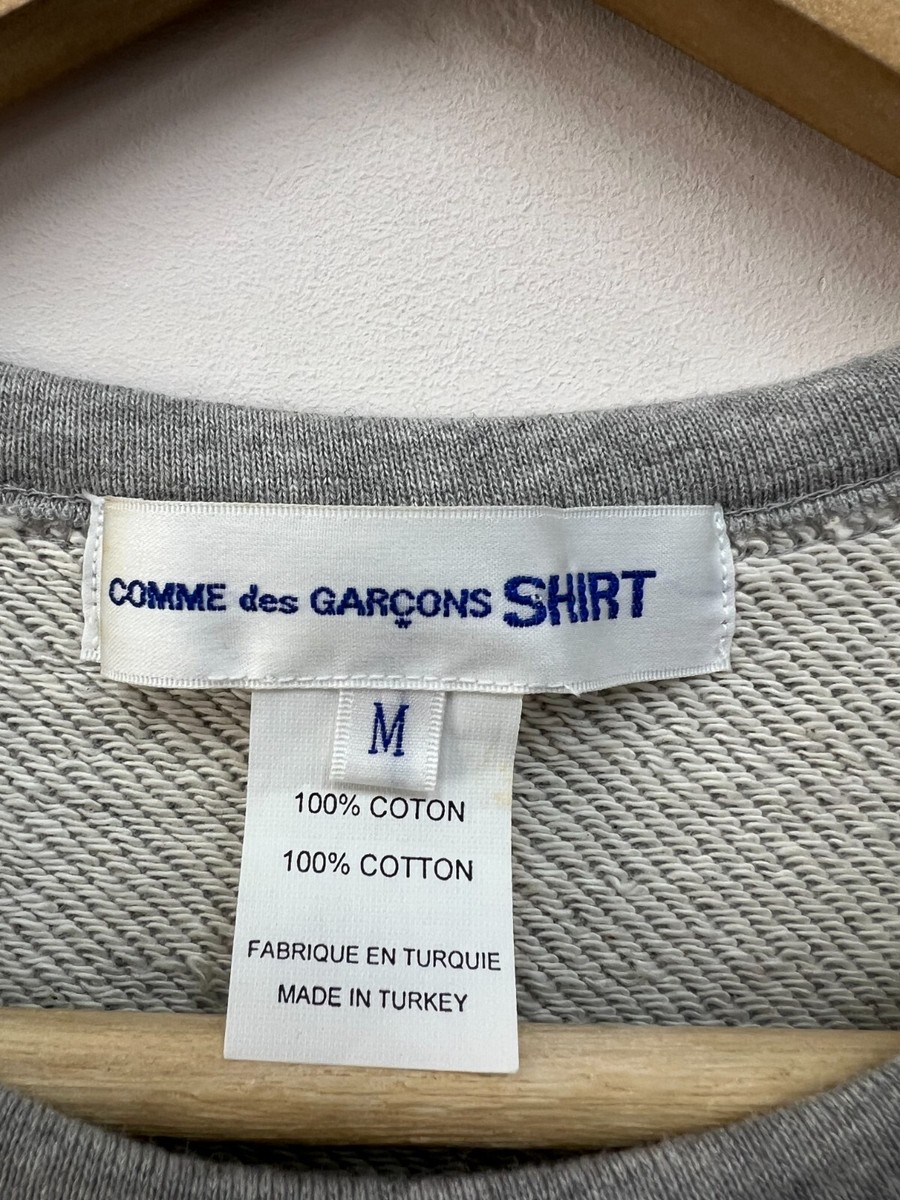 COMME des GARÇONS SHIRT
M
100% COTON
100% COTTON
FABRIQUE EN TURQUIE
MADE IN TURKEY